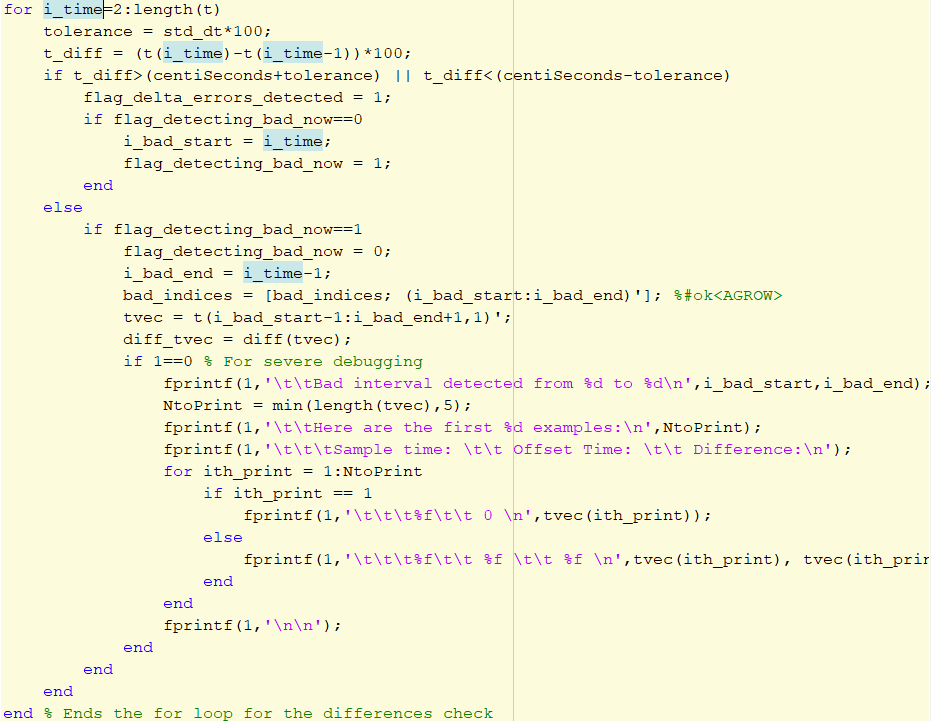 for i_time=2:length(t)
    tolerance = std_dt*100;
    t_diff = (t(i_time)-t(i_time-1))*100;
    if t_diff>(centiSeconds+tolerance) || t_diff<(centiSeconds-tolerance)
        flag_delta_errors_detected = 1;
        if flag_detecting_bad_now==0
            i_bad_start = i_time;
            flag_detecting_bad_now = 1;
        end
    else
        if flag_detecting_bad_now==1
            flag_detecting_bad_now = 0;
            i_bad_end = i_time-1;
            bad_indices = [bad_indices; (i_bad_start:i_bad_end)']; %#ok<AGROW>
            tvec = t(i_bad_start-1:i_bad_end+1,1)';
            diff_tvec = diff(tvec);
            if 1==0 % For severe debugging
                fprintf(1,'\t\tBad interval detected from %d to %d\n',i_bad_start,i_bad_end);
                NtoPrint = min(length(tvec),5);
                fprintf(1,'\t\tHere are the first %d examples:\n',NtoPrint);
                fprintf(1,'\t\t\tSample time: \t\t Offset Time: \t\t Difference:\n');
                for ith_print = 1:NtoPrint
                    if ith_print == 1
                        fprintf(1,'\t\t\t%f\t\t 0 \n',tvec(ith_print));
                    else
                        fprintf(1,'\t\t\t%f\t\t %f \t\t %f \n',tvec(ith_print), tvec(ith_prin
                    end
                end
                fprintf(1,'\n\n');
            end
        end
    end
end % Ends the for loop for the differences check